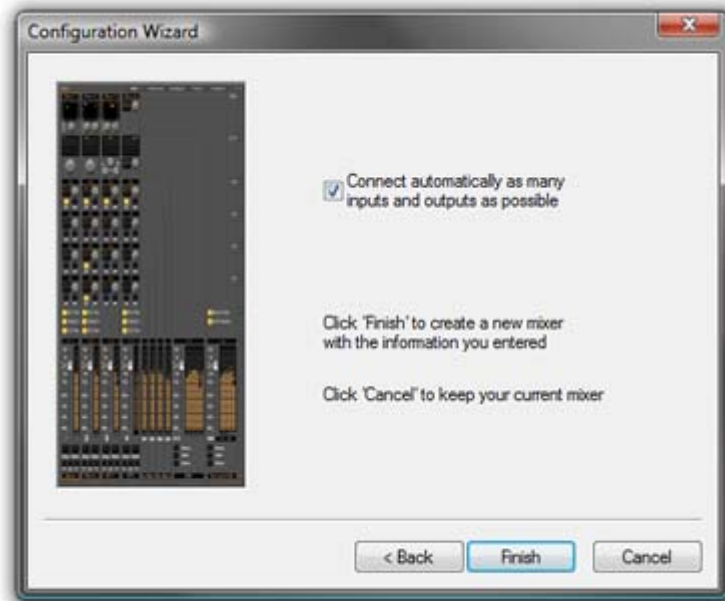 Configuration Wizard
Connect automatically as many
inputs and outputs as possible
Click 'Finish' to create a new mixer
with the information you entered
Click 'Cancel' to keep your current mixer
< Back
Finish
Cancel